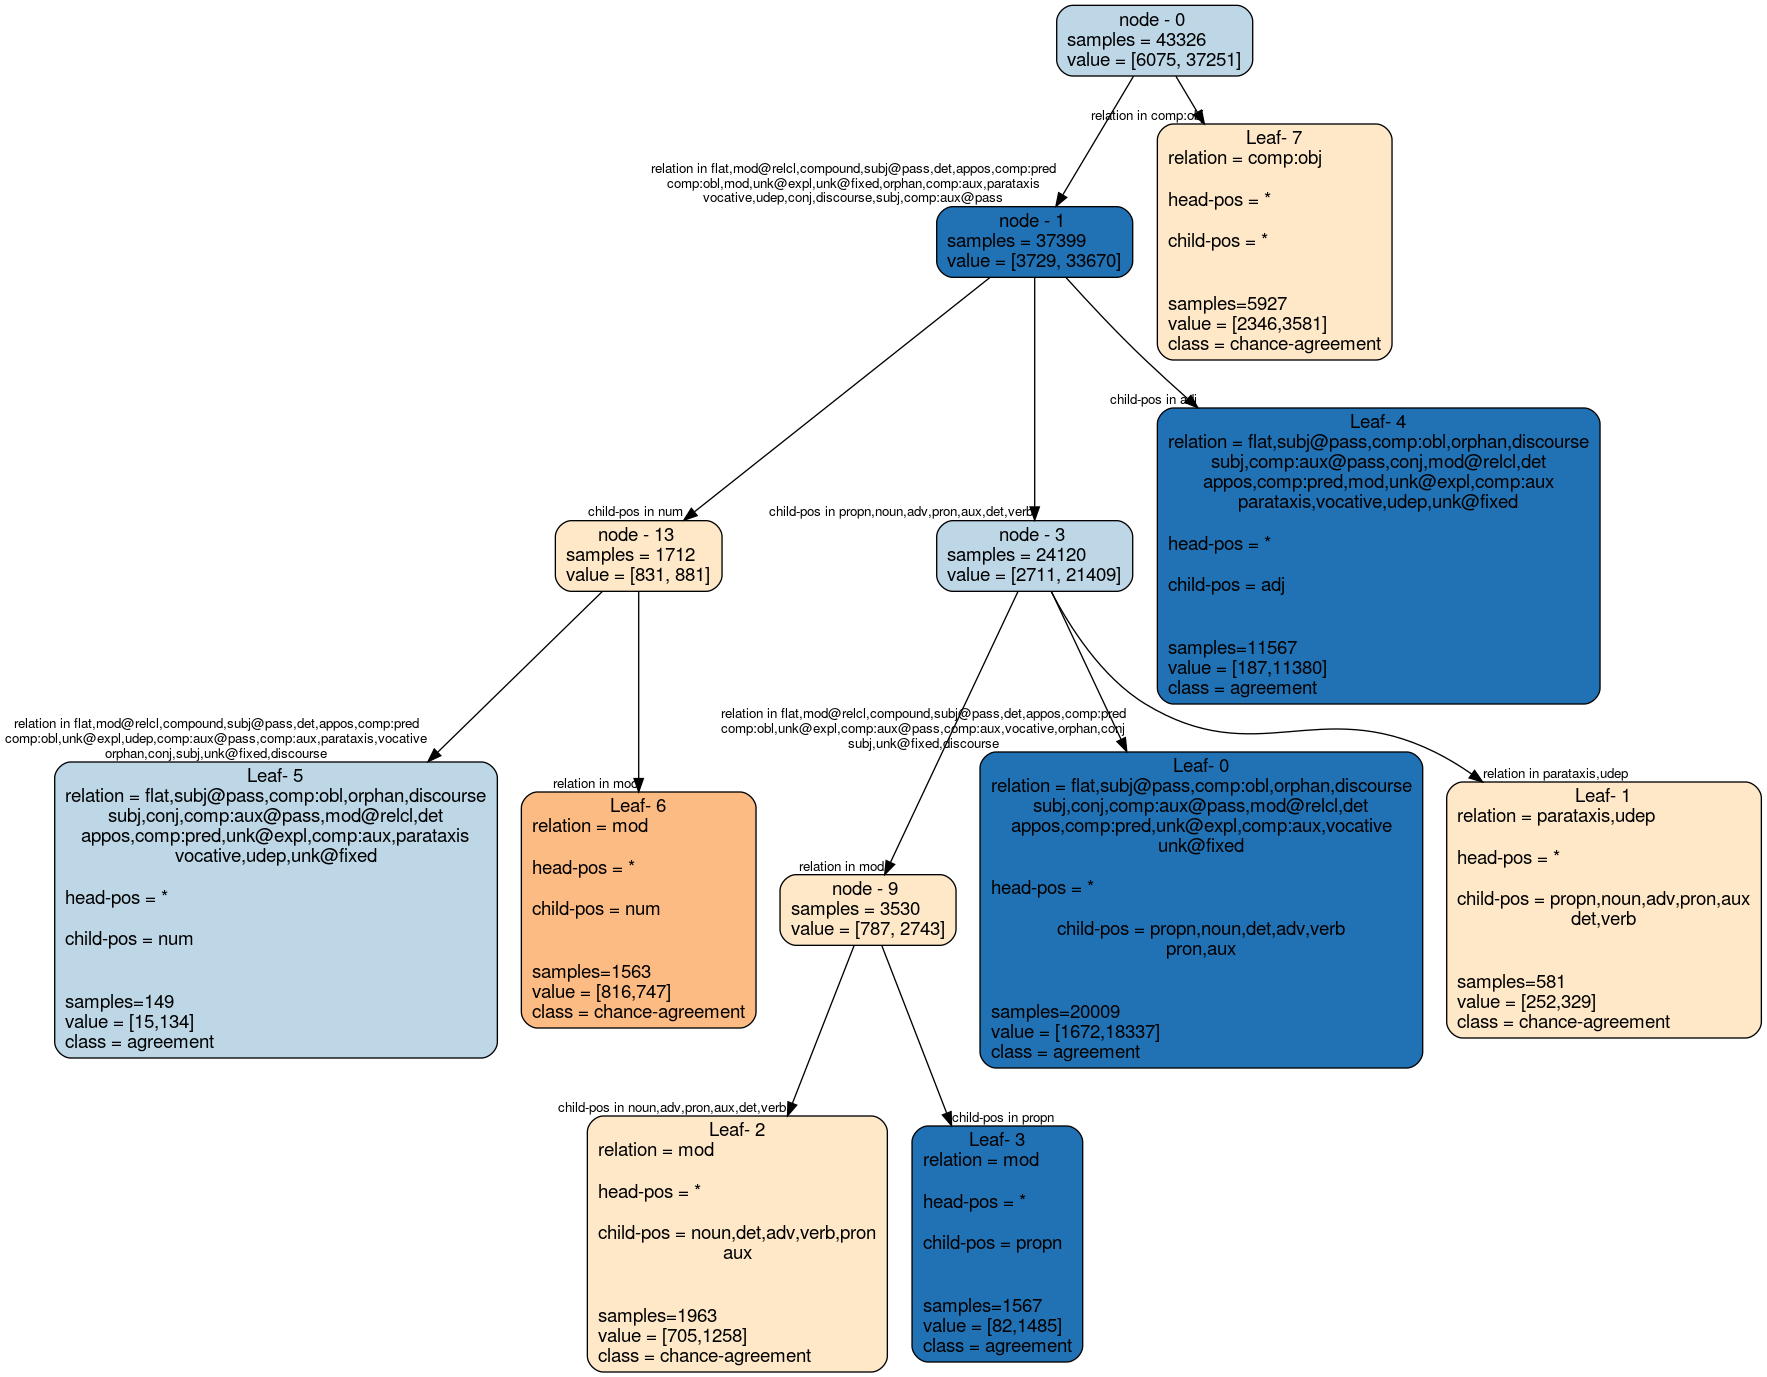 node - 0
samples = 43326
value = [6075, 37251]
relation in comp:obj
Leaf- 7
relation = comp:obj
head-pos = *
child-pos = *
samples=5927
value = [2346,3581]
class = chance-agreement
relation in flat,mod@relcl,compound,subj@pass,det,appos,comp:pred
comp:obl,mod,unk@expl,unk@fixed,orphan,comp:aux,parataxis
vocative,udep,conj,discourse,subj,comp:aux@pass
node - 1
samples = 37399
value = [3729, 33670]
child-pos in adj
Leaf- 4
relation = flat,subj@pass,comp:obl,orphan,discourse
subj,comp:aux@pass,conj,mod@relcl,det
appos,comp:pred,mod,unk@expl,comp:aux
parataxis,vocative,udep,unk@fixed
head-pos = *
child-pos = adj
samples=11567
value = [187,11380]
class = agreement
child-pos in num
node - 13
samples = 1712
value = [831, 881]
child-pos in propn,noun,adv,pron,aux,det,verb
node - 3
samples = 24120
value = [2711, 21409]
relation in flat,mod@relcl,compound,subj@pass,det,appos,comp:pred
comp:obl,unk@expl,udep,comp:aux@pass,comp:aux,parataxis,vocative
orphan,conj,subj,unk@fixed,discourse
Leaf- 5
relation = flat,subj@pass,comp:obl,orphan,discourse
subj,conj,comp:aux@pass,mod@relcl,det
appos,comp:pred,unk@expl,comp:aux,parataxis
vocative,udep,unk@fixed
head-pos = *
child-pos = num
samples=149
value = [15,134]
class = agreement
relation in mod
Leaf- 6
relation = mod
head-pos = *
child-pos = num
samples=1563
value = [816,747]
class = chance-agreement
relation in mod
node - 9
samples = 3530
value = [787, 2743]
relation in flat,mod@relcl,compound,subj@pass,det,appos,comp:pred
comp:obl,unk@expl,comp:aux@pass,comp:aux,vocative,orphan,conj
subj,unk@fixed,discourse
Leaf- 0
relation = flat,subj@pass,comp:obl,orphan,discourse
subj,conj,comp:aux@pass,mod@relcl,det
appos,comp:pred,unk@expl,comp:aux,vocative
unk@fixed
head-pos = *
child-pos = propn,noun,det,adv,verb
pron,aux
samples=20009
value = [1672,18337]
class = agreement
relation in parataxis,udep
Leaf- 1
relation = parataxis,udep
head-pos = *
child-pos = propn,noun,adv,pron,aux
det,verb
samples=581
value = [252,329]
class = chance-agreement
child-pos in noun,adv,pron,aux,det,verb
Leaf- 2
relation = mod
head-pos = *
child-pos = noun,det,adv,verb,pron
aux
samples=1963
value = [705,1258]
class = chance-agreement
child-pos in propn
Leaf- 3
relation = mod
head-pos = *
child-pos = propn
samples=1567
value = [82,1485]
class = agreement